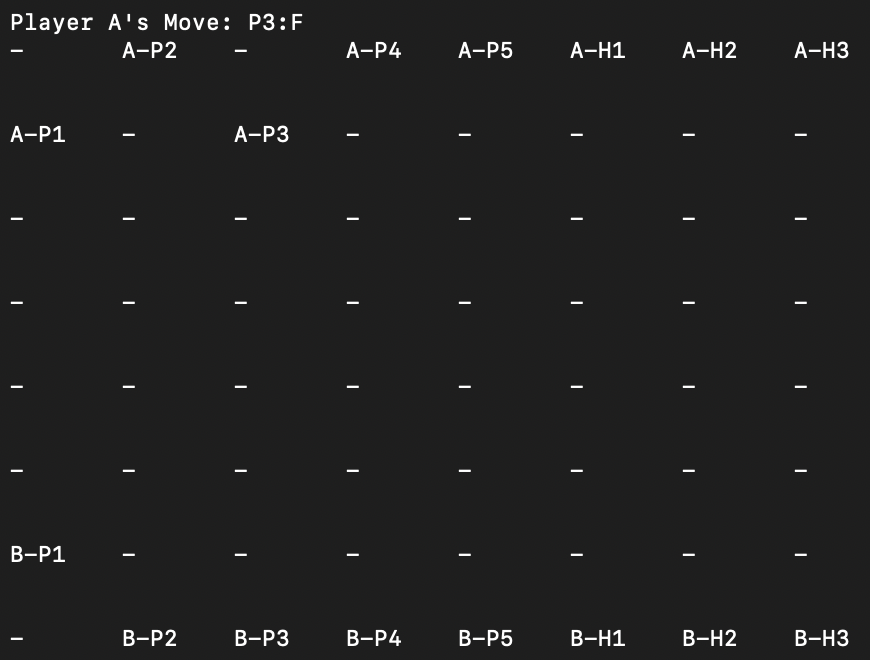 Player A's Move: P3:F
-       A-P2    -       A-P4    A-P5    A-H1    A-H2    A-H3
A-P1    -       A-P3    -       -       -       -       -
-       -       -       -       -       -       -       -
-       -       -       -       -       -       -       -
-       -       -       -       -       -       -       -
-       -       -       -       -       -       -       -
B-P1    -       -       -       -       -       -       -
-       B-P2    B-P3    B-P4    B-P5    B-H1    B-H2    B-H3